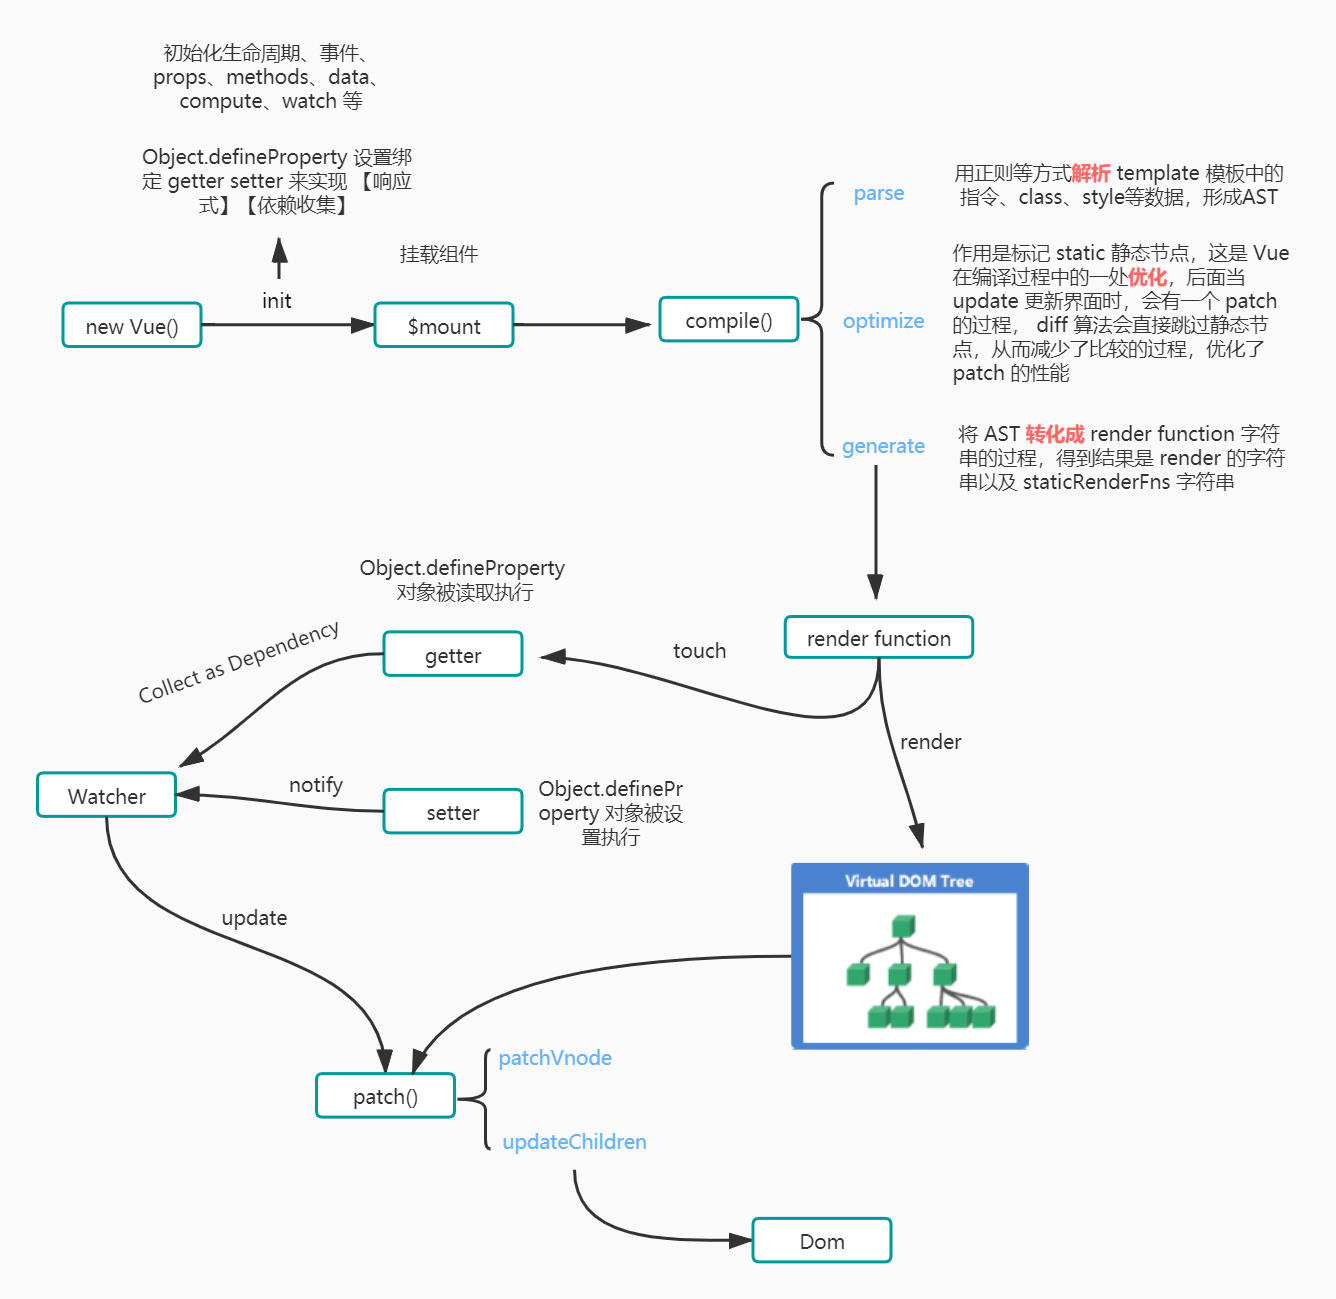 初始化生命周期、事件、
props、methods、data、
compute、watch 等
Object.defineProperty 设置绑
定 getter setter 来实现 【响应
式】【依赖收集】
挂载组件
init
new Vue()
$mount
compile()
parse
用正则等方式解析 template 模板中的
指令、class、style等数据，形成AST
optimize
作用是标记 static 静态节点，这是 Vue
在编译过程中的一处优化，后面当
update 更新界面时，会有一个 patch
的过程， diff 算法会直接跳过静态节
点，从而减少了比较的过程，优化了
patch 的性能
generate
将 AST 转化成 render function 字符
串的过程，得到结果是 render 的字符
串以及 staticRenderFns 字符串
Object.defineProperty
对象被读取执行
render function
touch
getter
Collect as Dependency
render
Watcher
notify
setter
Object.definePr
operty 对象被设
置执行
update
Virtual DOM Tree
patch()
patchVnode
updateChildren
Dom